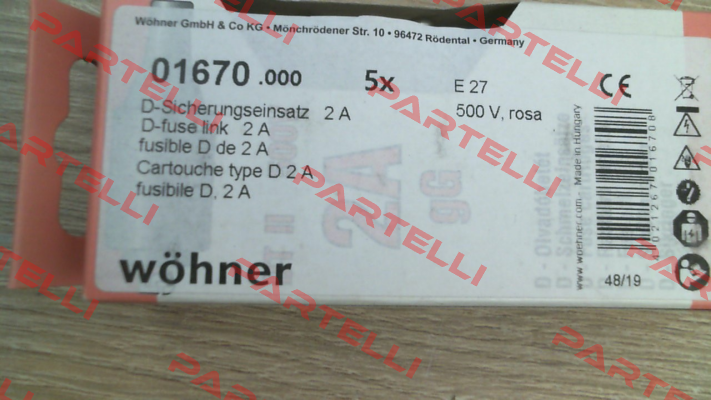 Wöhner GmbH & Co KG • Mönchrödener Str. 10 • 96472 Rödental • Germany
01670 .000 5x E 27
D-Sicherungseinsatz 2 A 500 V, rosa
D-fuse link 2 A
fusible D de 2 A
Cartouche type D 2 A
fusibile D, 2 A
wöhner
www.woehner.com - Made in Hungary
48/19
2A
gG
PARTELLI